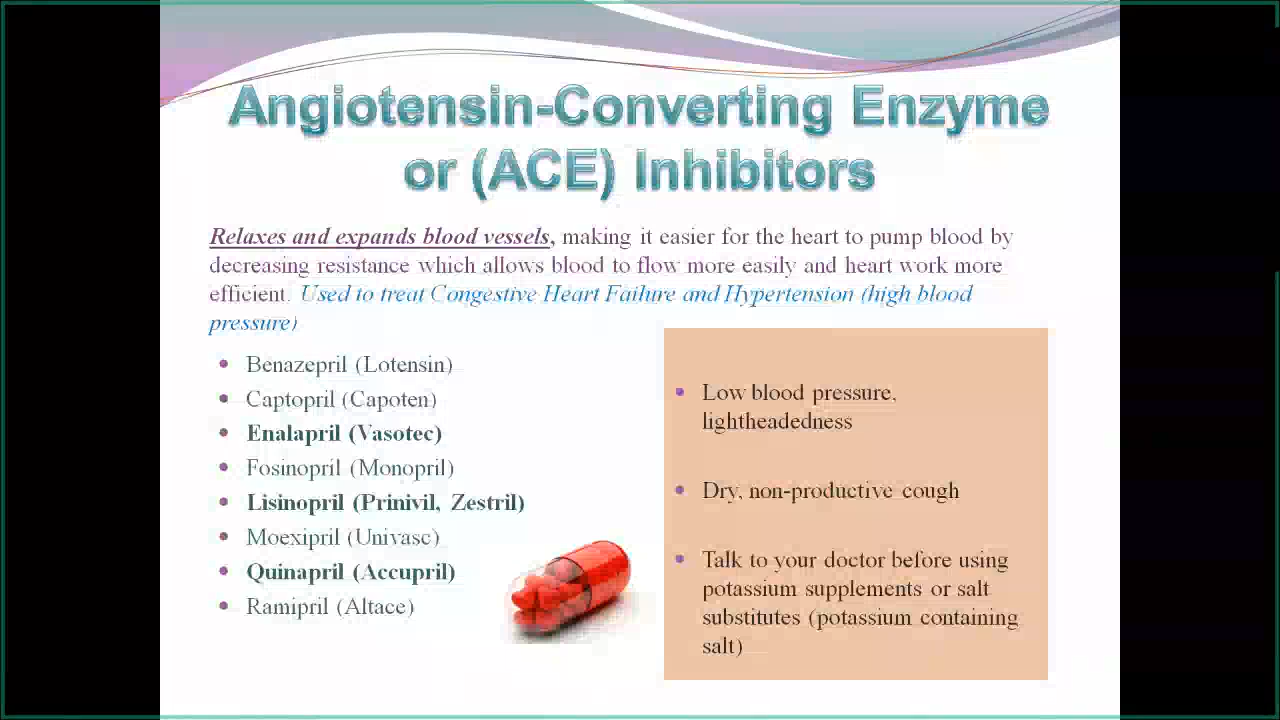 Angiotensin-Converting Enzyme
or (ACE) Inhibitors
Relaxes and expands blood vessels, making it easier for the heart to pump blood by
decreasing resistance which allows blood to flow more easily and heart work more
efficient. Used to treat Congestive Heart Failure and Hypertension (high blood
pressure)
Benazepril (Lotensin)
Captopril (Capoten)
Enalapril (Vasotec)
Fosinopril (Monopril)
Lisinopril (Prinivil, Zestril)
Moexipril (Univasc)
Quinapril (Accupril)
Ramipril (Altace)
Low blood pressure,
lightheadedness
Dry, non-productive cough
Talk to your doctor before using
potassium supplements or salt
substitutes (potassium containing
salt)